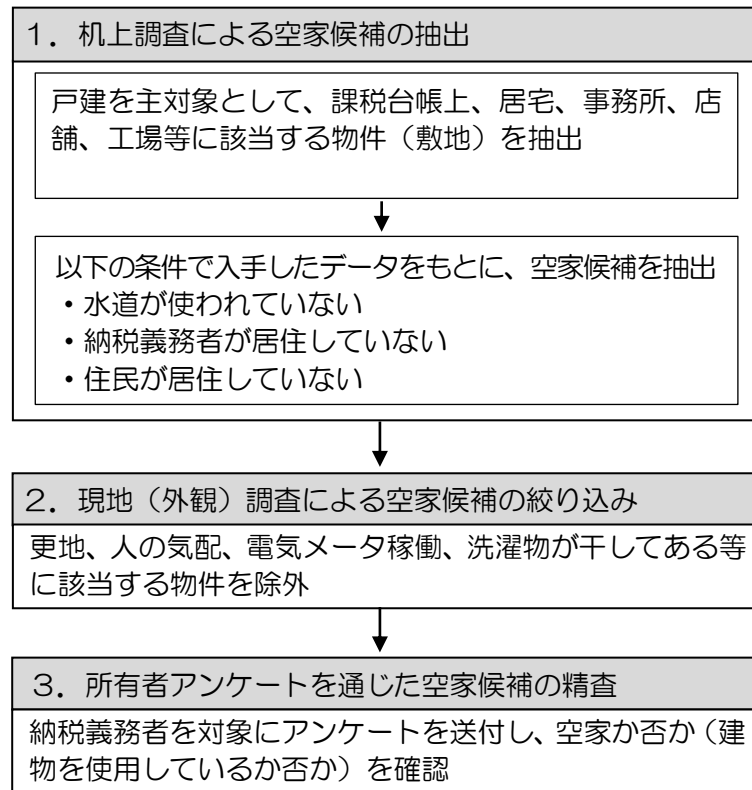 １．机上調査による空家候補の抽出
戸建を主対象として、課税台帳上、居宅、事務所、店
舗、工場等に該当する物件（敷地）を抽出
以下の条件で入手したデータをもとに、空家候補を抽出
・水道が使われていない
・納税義務者が居住していない
・住民が居住していない
２．現地（外観）調査による空家候補の絞り込み
更地、人の気配、電気メータ稼働、洗濯物が干してある等
に該当する物件を除外
３．所有者アンケートを通じた空家候補の精査
納税義務者を対象にアンケートを送付し、空家か否か（建
物を使用しているか否か）を確認